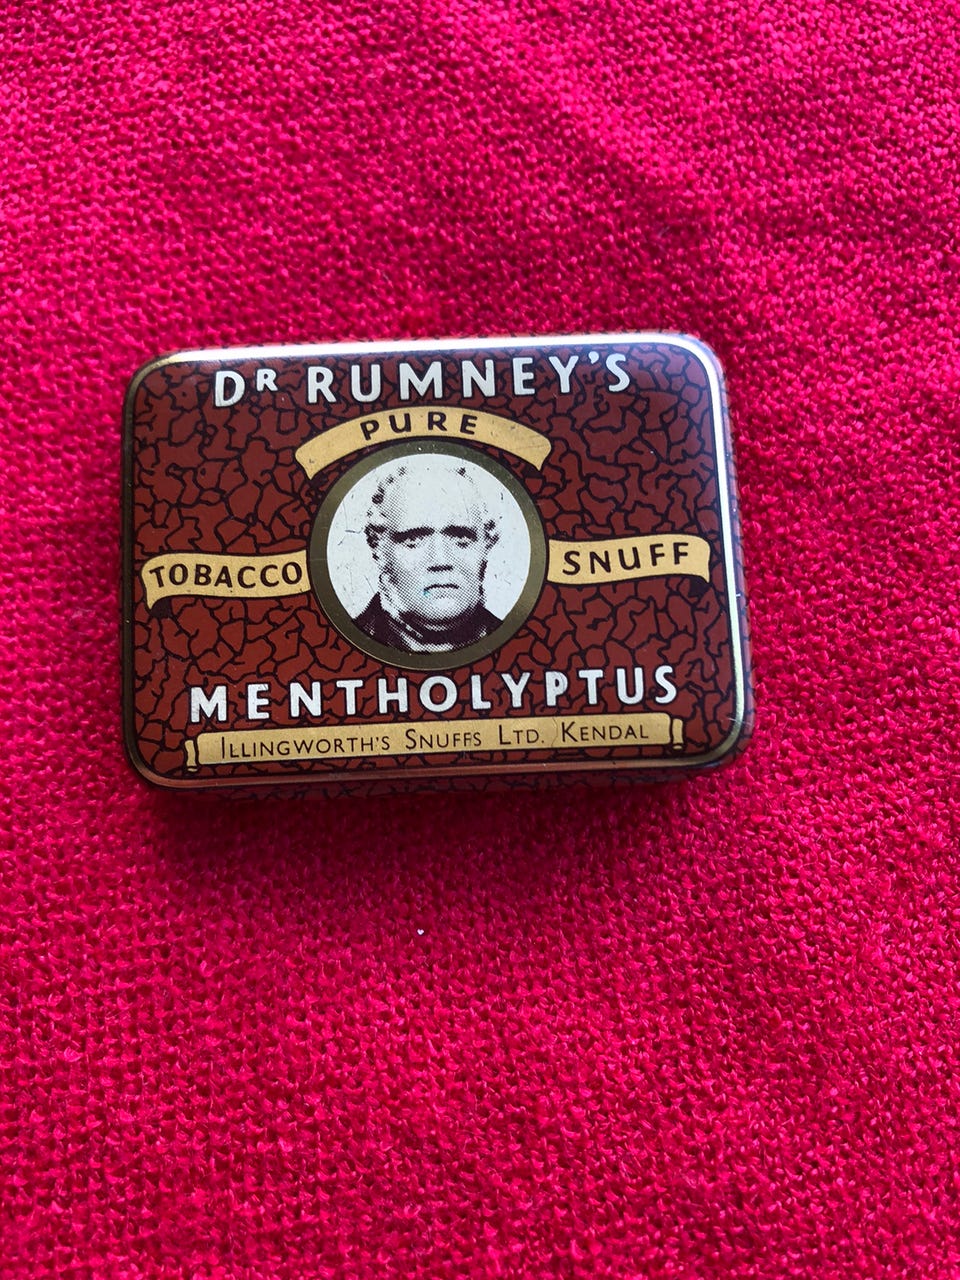 DR RUMNEY'S
PURE
TOBACCO SNUFF
MENTHOLYPTUS
ILLINGWORTH'S SNUFFS LTD. KENDAL